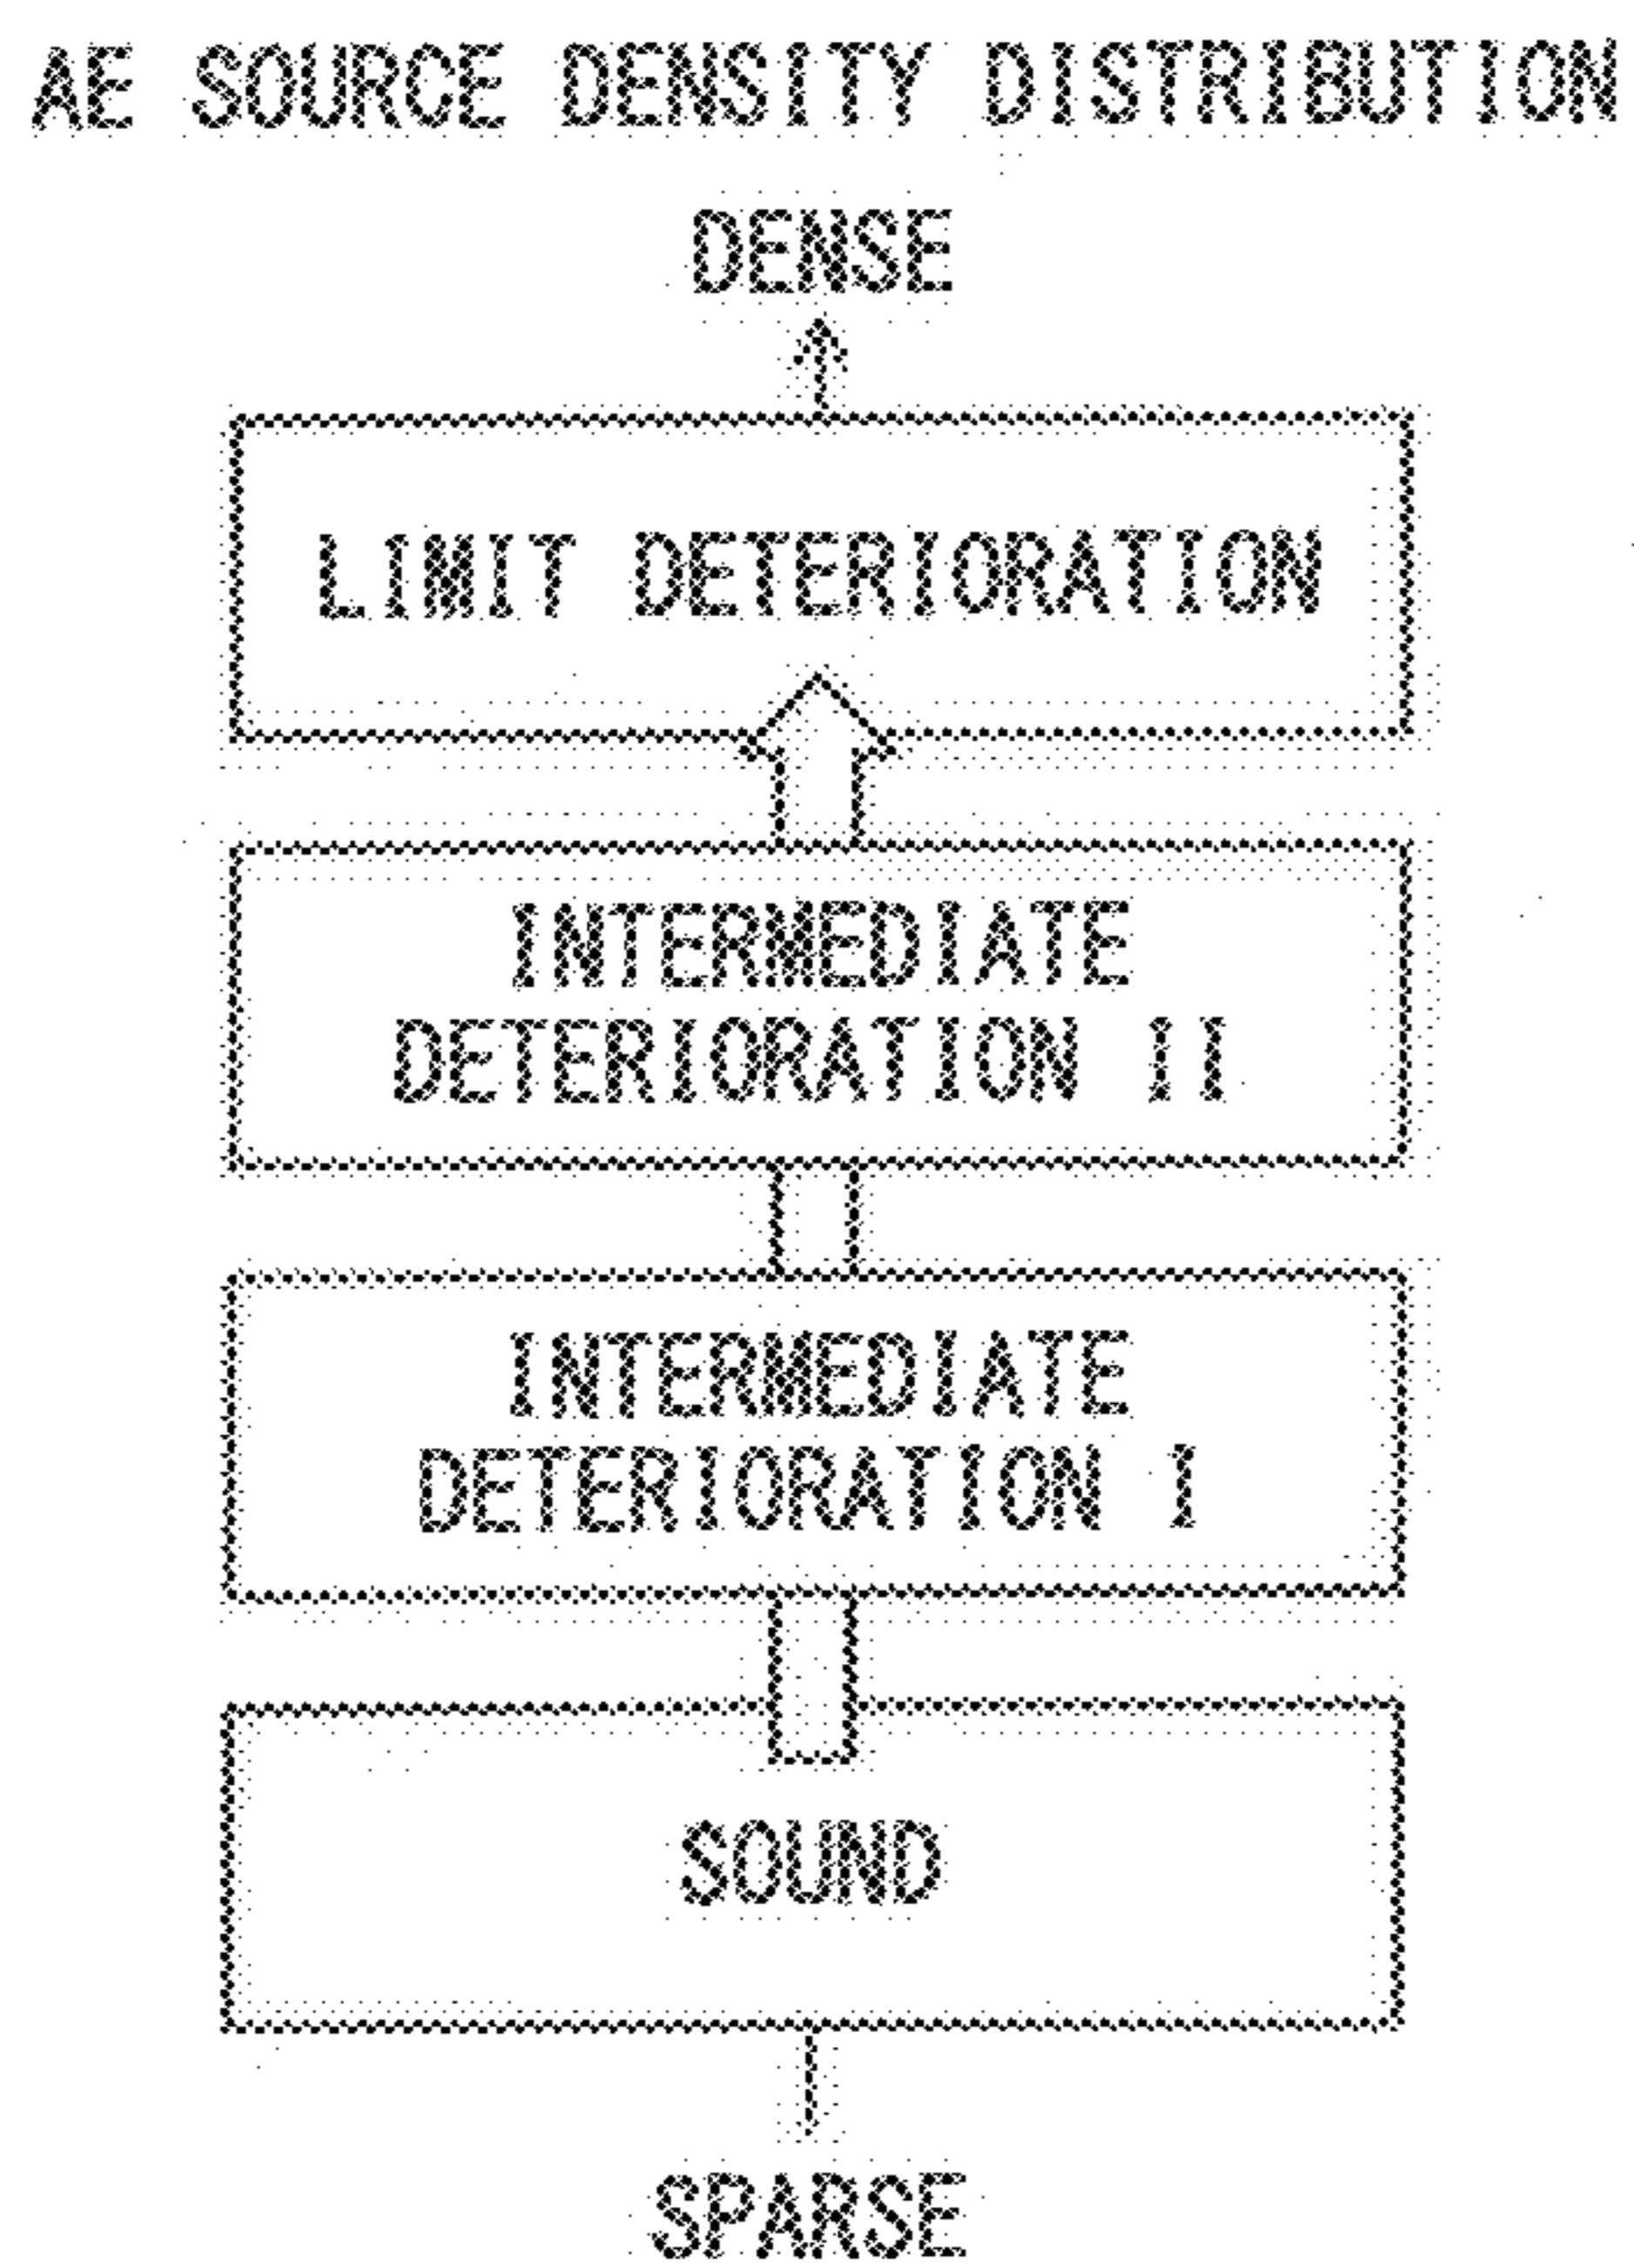 AE SOURCE DENSITY DISTRIBUTION
DENSE
LIMIT DETERIORATION
INTERMEDIATE
DETERIORATION II
INTERMEDIATE
DETERIORATION I
SOUND
SPARSE